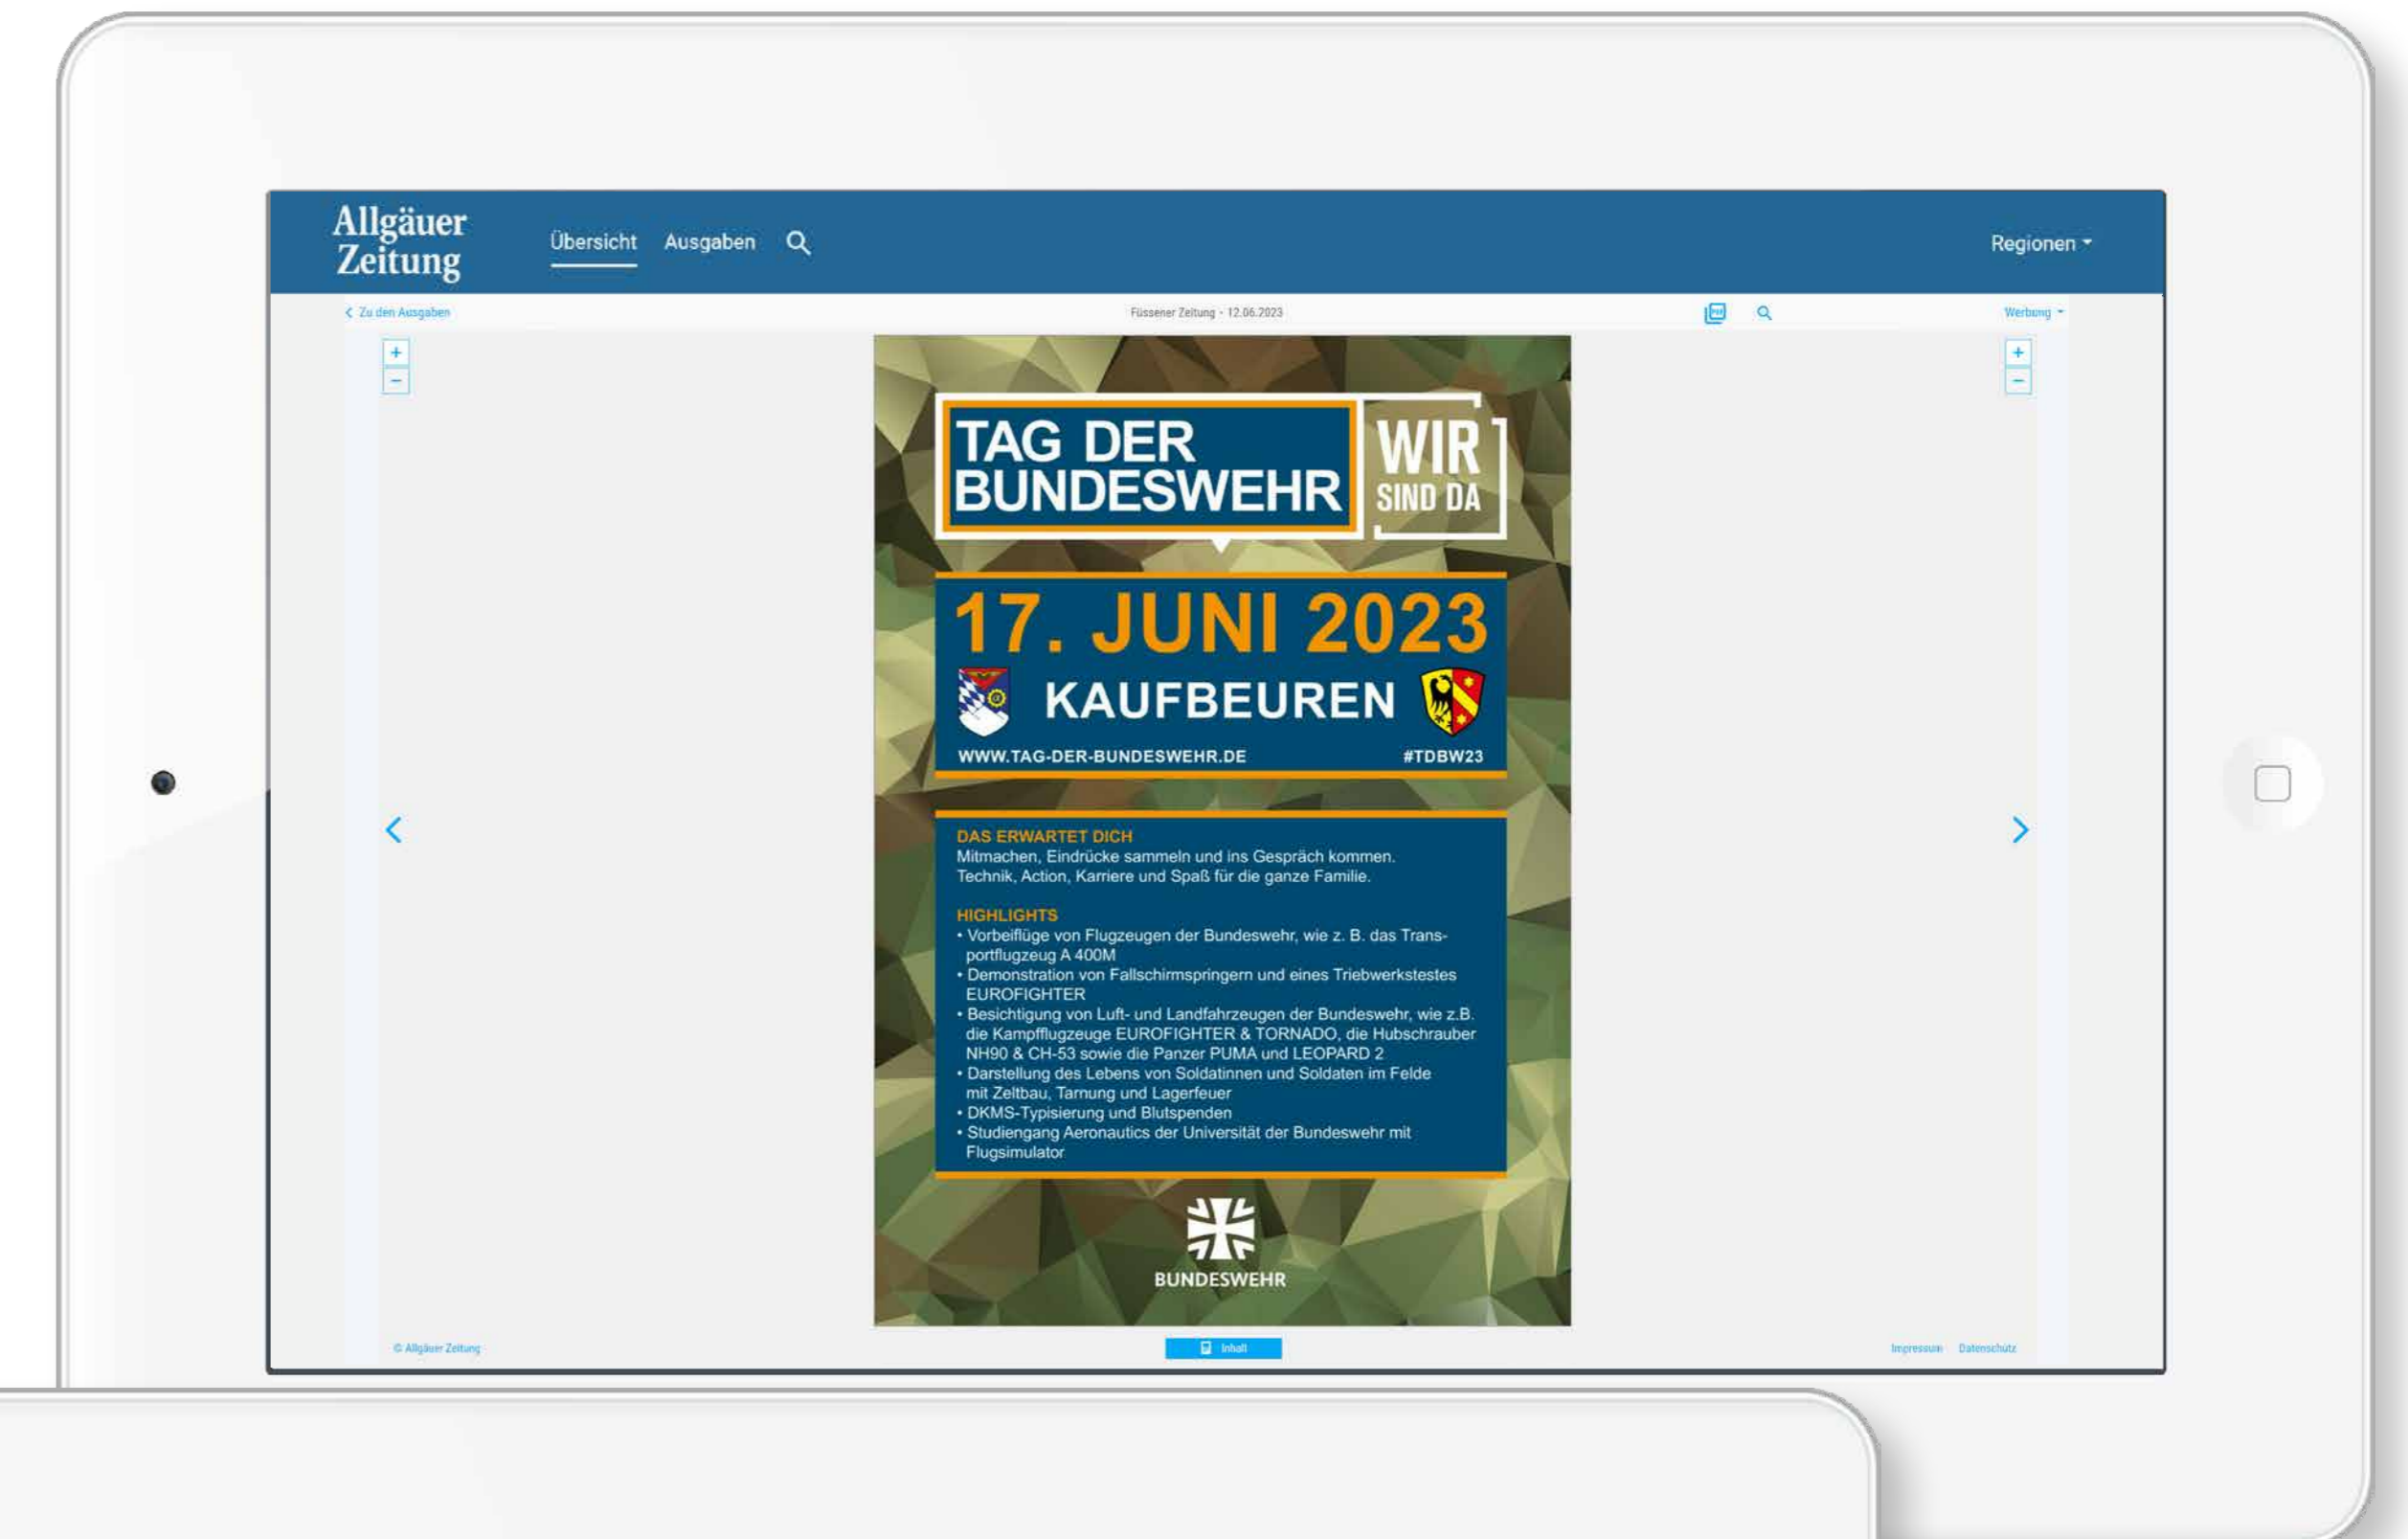 Allgäuer
Zeitung
Übersicht Ausgaben
Regionen
Zu den Ausgaben
Füssener Zeitung - 12.06.2023
PDF
Werbung
+
−
+
−
TAG DER
BUNDESWEHR
WIR
SIND DA
17. JUNI 2023
KAUFBEUREN
WWW.TAG-DER-BUNDESWEHR.DE #TDBW23
DAS ERWARTET DICH
Mitmachen, Eindrücke sammeln und ins Gespräch kommen.
Technik, Action, Karriere und Spaß für die ganze Familie.
HIGHLIGHTS
• Vorbeiflüge von Flugzeugen der Bundeswehr, wie z. B. das Trans-
portflugzeug A 400M
• Demonstration von Fallschirmspringern und eines Triebwerkstestes
EUROFIGHTER
• Besichtigung von Luft- und Landfahrzeugen der Bundeswehr, wie z.B.
die Kampfflugzeuge EUROFIGHTER & TORNADO, die Hubschrauber
NH90 & CH-53 sowie die Panzer PUMA und LEOPARD 2
• Darstellung des Lebens von Soldatinnen und Soldaten im Felde
mit Zeltbau, Tarnung und Lagerfeuer
• DKMS-Typisierung und Blutspenden
• Studiengang Aeronautics der Universität der Bundeswehr mit
Flugsimulator
BUNDESWEHR
© Allgäuer Zeitung
Inhalt
Impressum Datenschutz